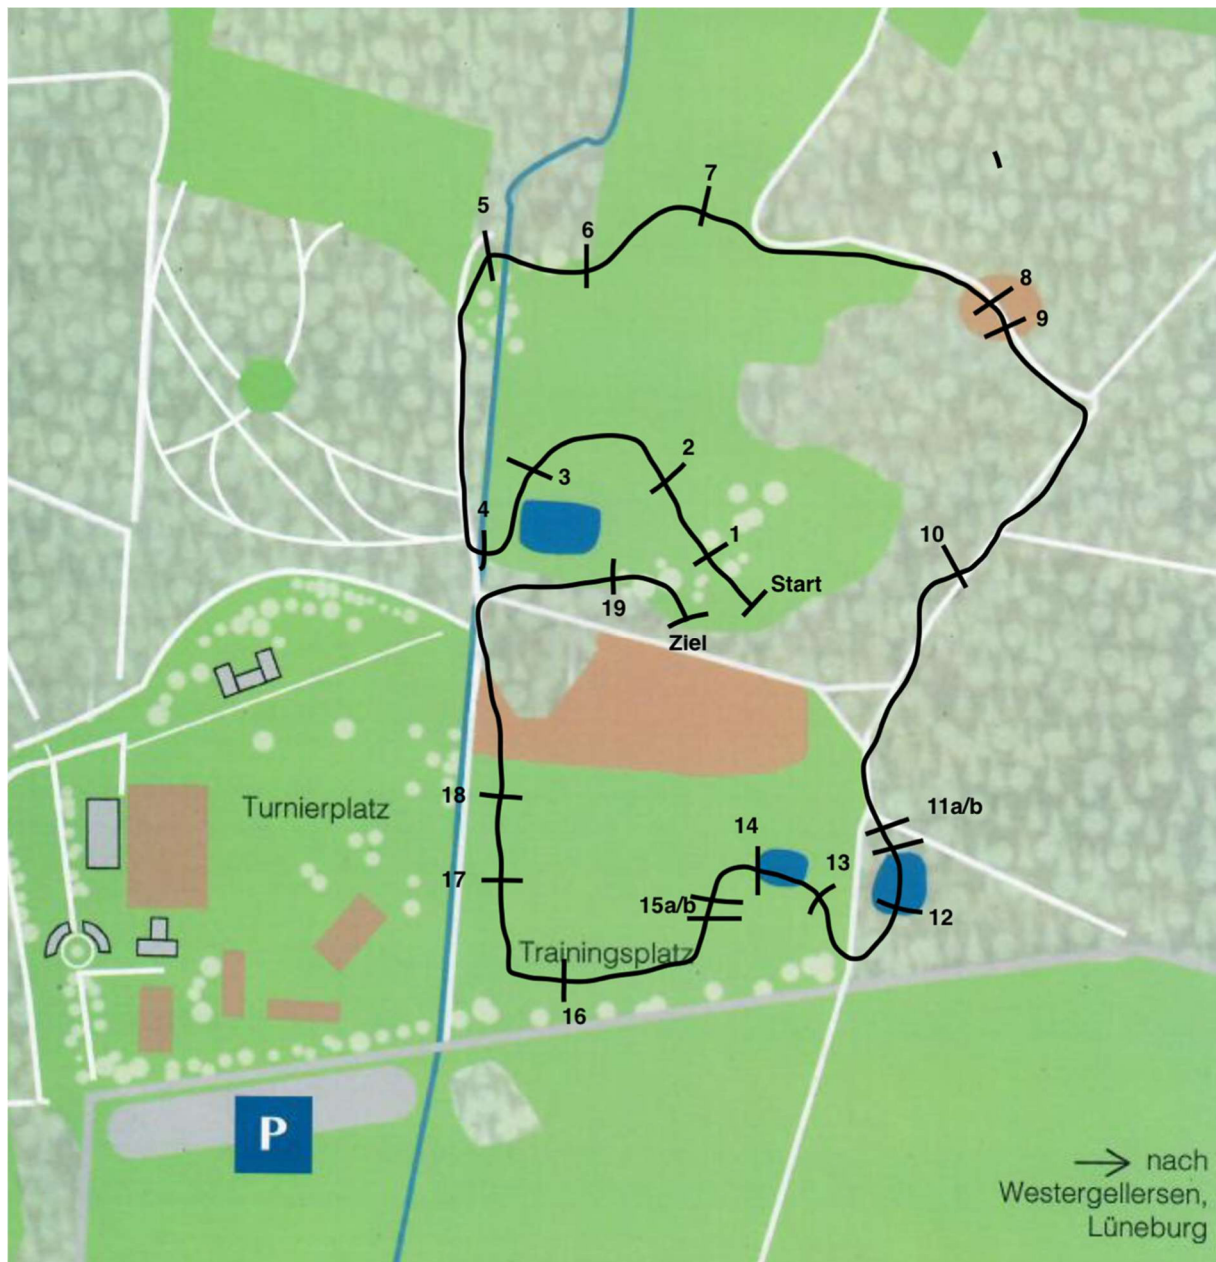 7
5
6
8
9
2
3
4
10
1
Start
19
Ziel
18
Turnierplatz
11a/b
14
13
17
15a/b
12
Trainingsplatz
16
P
→ nach
Westergellersen,
Lüneburg